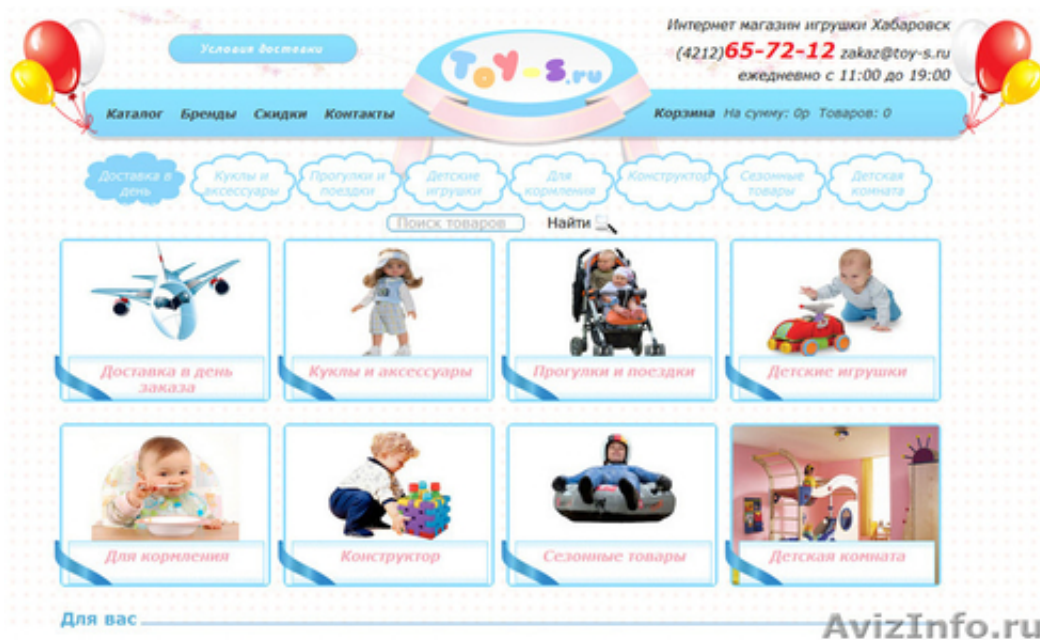 Интернет магазин игрушки Хабаровск
Условия доставки
(4212)65-72-12 zakaz@toy-s.ru
ежедневно с 11:00 до 19:00
ToY-s.ru
Каталог Бренды Скидки Контакты
Корзина На сумму: 0р Товаров: 0
Доставка в день
Куклы и аксессуары
Прогулки и поездки
Детские игрушки
Для кормления
Конструктор
Сезонные товары
Детская комната
Поиск товаров Найти
Доставка в день
заказа
Куклы и аксессуары
Прогулки и поездки
Детские игрушки
Для кормления
Конструктор
Сезонные товары
Детская комната
Для вас
AvizInfo.ru